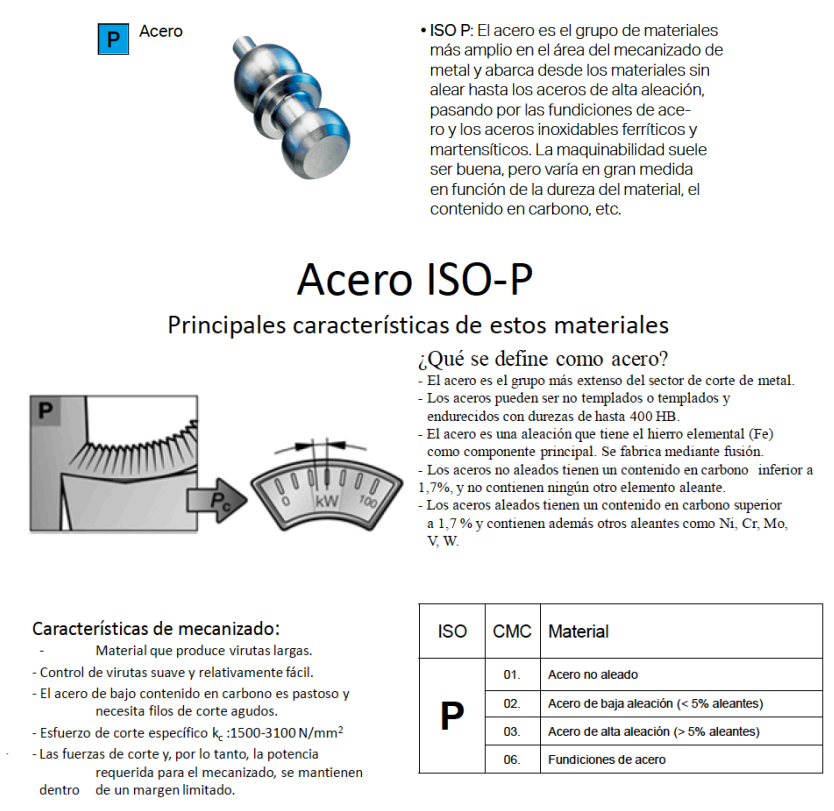 P Acero
• ISO P: El acero es el grupo de materiales
más amplio en el área del mecanizado de
metal y abarca desde los materiales sin
alear hasta los aceros de alta aleación,
pasando por las fundiciones de ace-
ro y los aceros inoxidables ferríticos y
martensíticos. La maquinabilidad suele
ser buena, pero varía en gran medida
en función de la dureza del material, el
contenido en carbono, etc.
Acero ISO-P
Principales características de estos materiales
P
Pc
0 kW 100
¿Qué se define como acero?
- El acero es el grupo más extenso del sector de corte de metal.
- Los aceros pueden ser no templados o templados y
endurecidos con durezas de hasta 400 HB.
- El acero es una aleación que tiene el hierro elemental (Fe)
como componente principal. Se fabrica mediante fusión.
- Los aceros no aleados tienen un contenido en carbono inferior a
1,7%, y no contienen ningún otro elemento aleante.
- Los aceros aleados tienen un contenido en carbono superior
a 1,7 % y contienen además otros aleantes como Ni, Cr, Mo,
V, W.
Características de mecanizado:
- Material que produce virutas largas.
- Control de virutas suave y relativamente fácil.
- El acero de bajo contenido en carbono es pastoso y
necesita filos de corte agudos.
- Esfuerzo de corte específico kc :1500-3100 N/mm²
- Las fuerzas de corte y, por lo tanto, la potencia
requerida para el mecanizado, se mantienen
dentro de un margen limitado.
ISO CMC Material
P
01. Acero no aleado
02. Acero de baja aleación (< 5% aleantes)
03. Acero de alta aleación (> 5% aleantes)
06. Fundiciones de acero